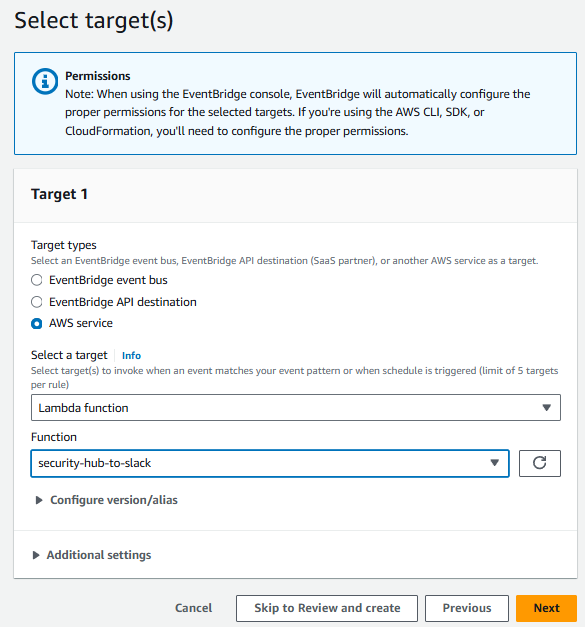 Select target(s)
Permissions
Note: When using the EventBridge console, EventBridge will automatically configure the
proper permissions for the selected targets. If you're using the AWS CLI, SDK, or
CloudFormation, you'll need to configure the proper permissions.
Target 1
Target types
Select an EventBridge event bus, EventBridge API destination (SaaS partner), or another AWS service as a target.
EventBridge event bus
EventBridge API destination
AWS service
Select a target Info
Select target(s) to invoke when an event matches your event pattern or when schedule is triggered (limit of 5 targets
per rule)
Lambda function
Function
security-hub-to-slack
Configure version/alias
Additional settings
Cancel Skip to Review and create Previous Next